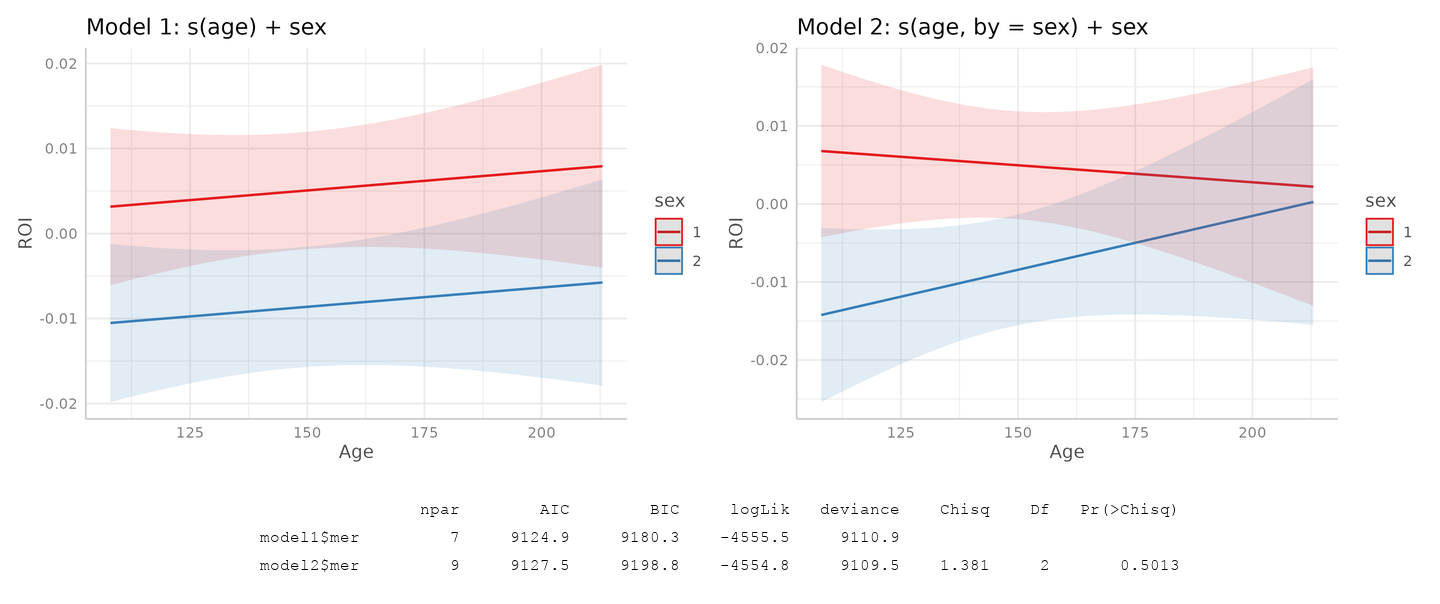 Model 1: s(age) + sex
0.02
0.01
0.00
-0.01
-0.02
ROI
125 150 175 200
Age
sex
1
2
Model 2: s(age, by = sex) + sex
0.02
0.01
0.00
-0.01
-0.02
ROI
125 150 175 200
Age
sex
1
2
npar AIC BIC logLik deviance Chisq Df Pr(>Chisq)
model1$mer 7 9124.9 9180.3 -4555.5 9110.9
model2$mer 9 9127.5 9198.8 -4554.8 9109.5 1.381 2 0.5013